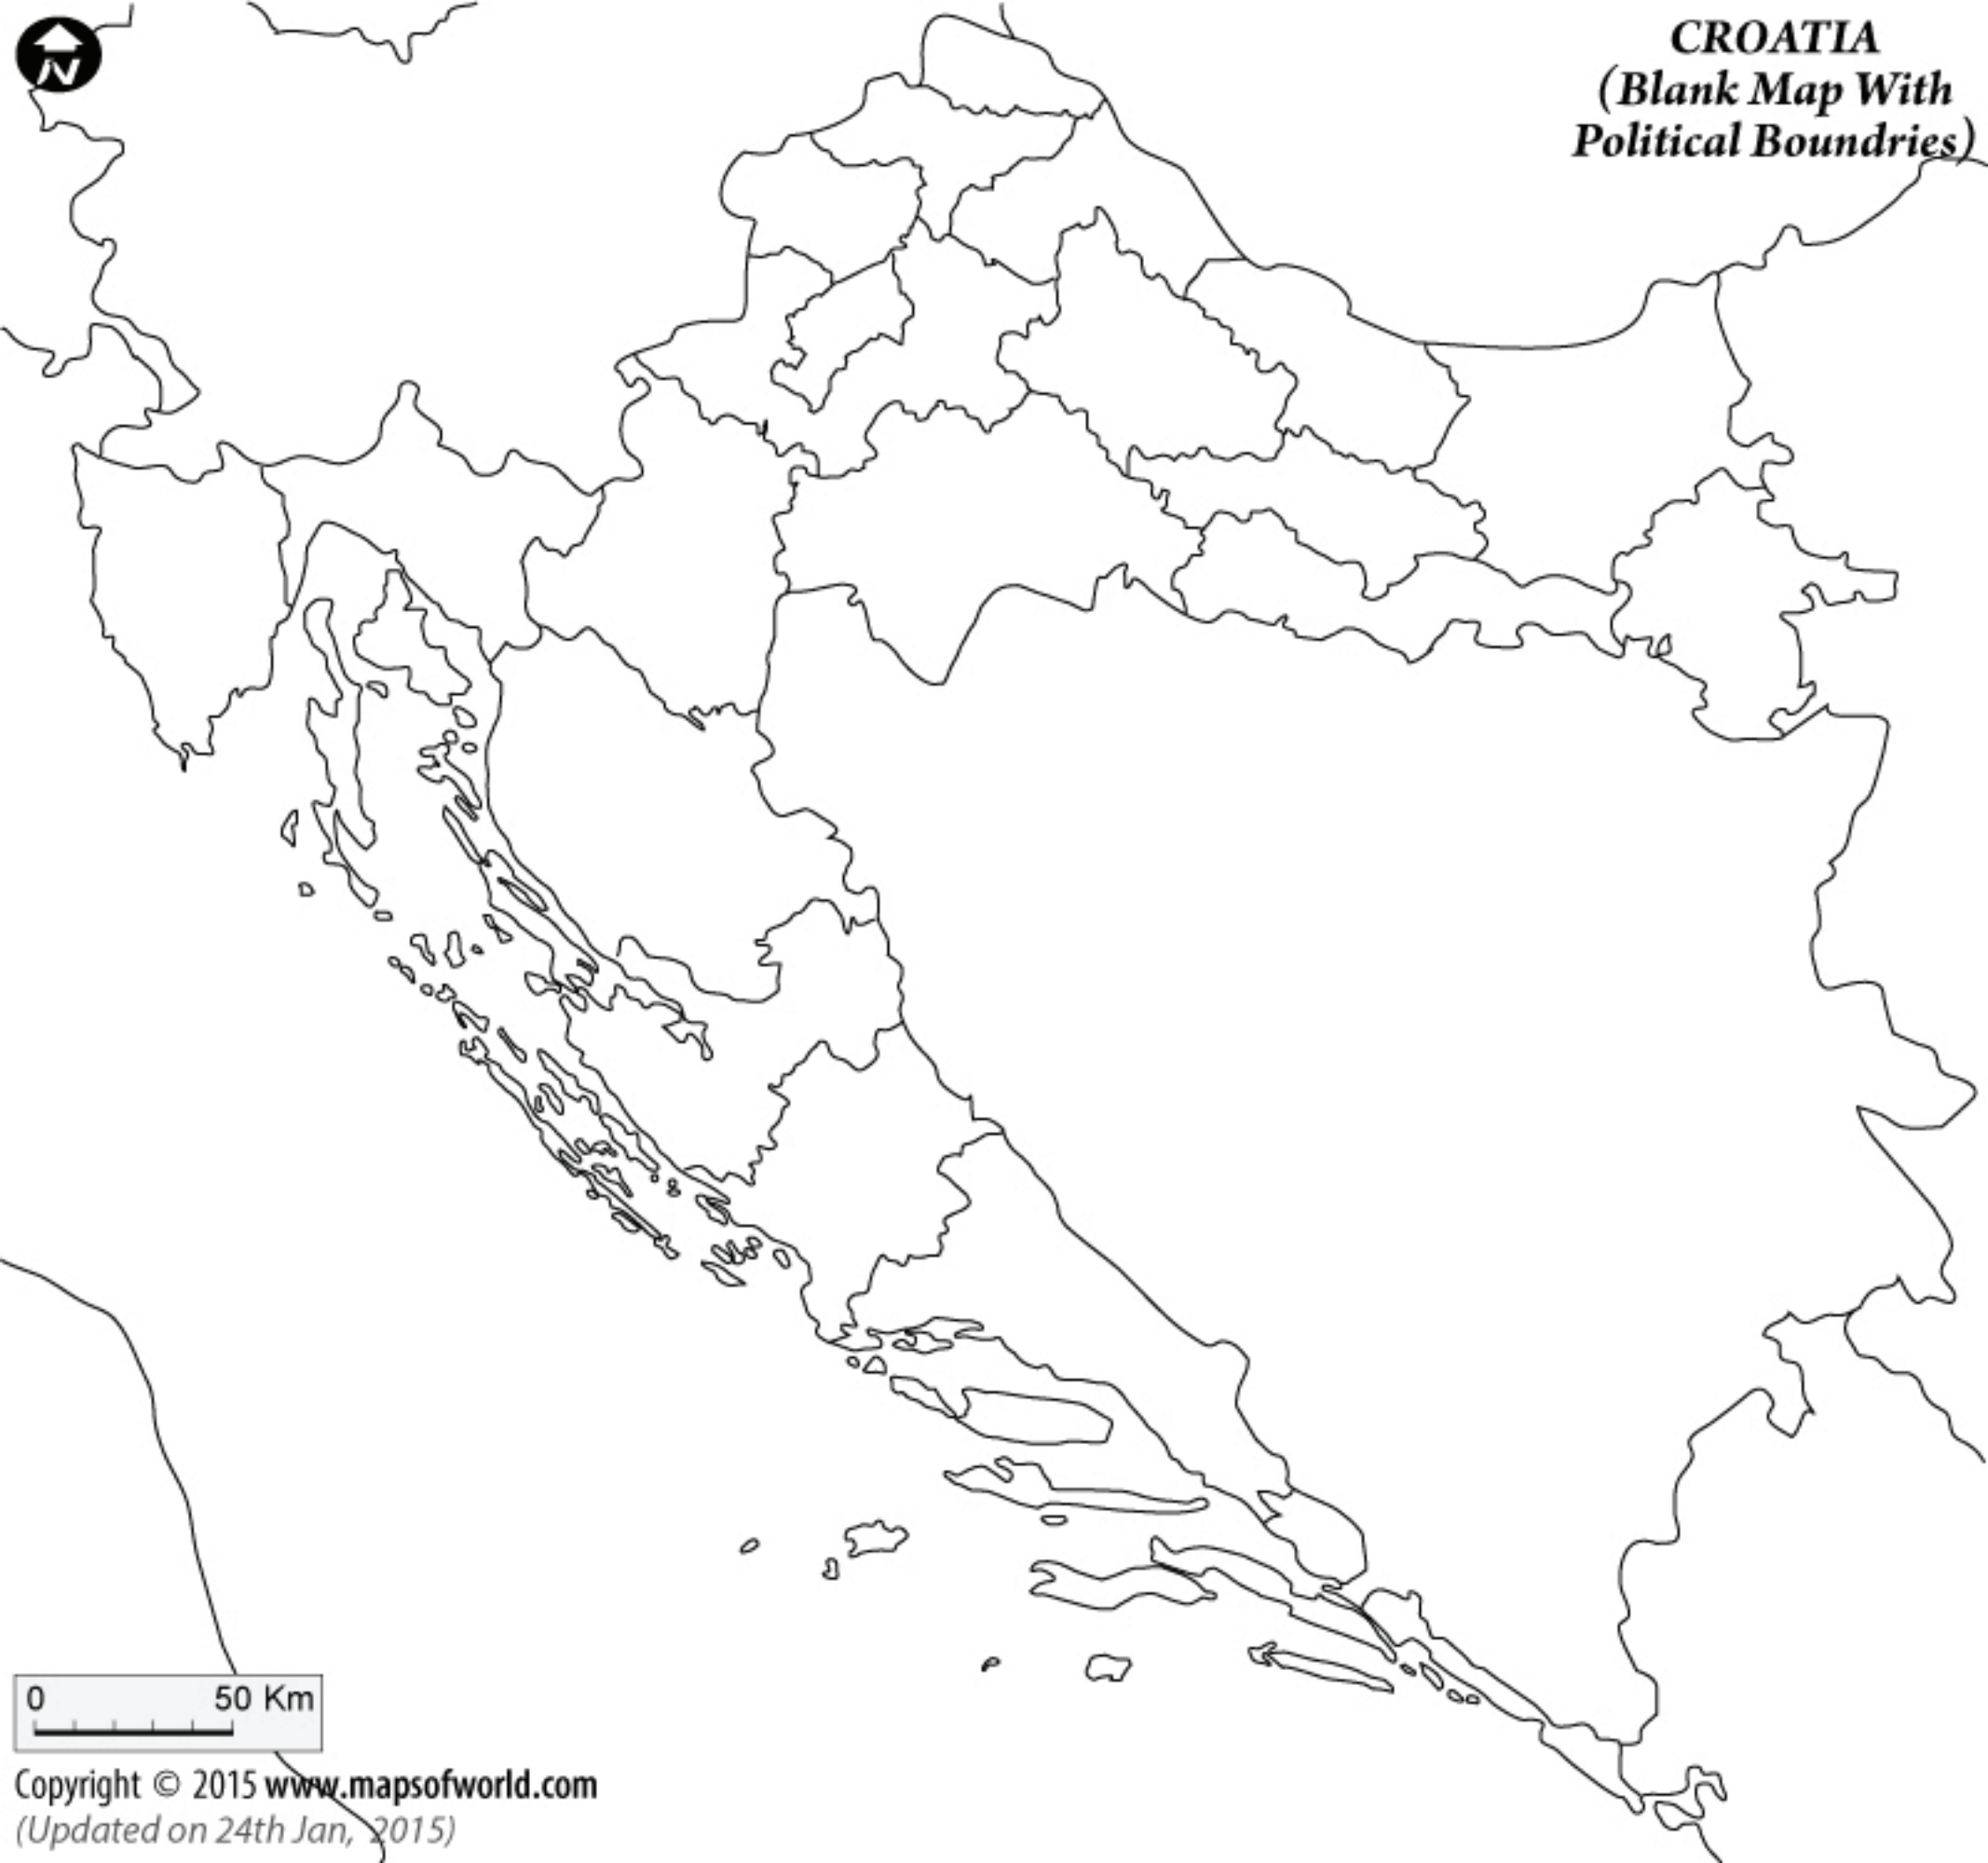 N
CROATIA
(Blank Map With
Political Boundries)
0 50 Km
Copyright © 2015 www.mapsofworld.com
(Updated on 24th Jan, 2015)